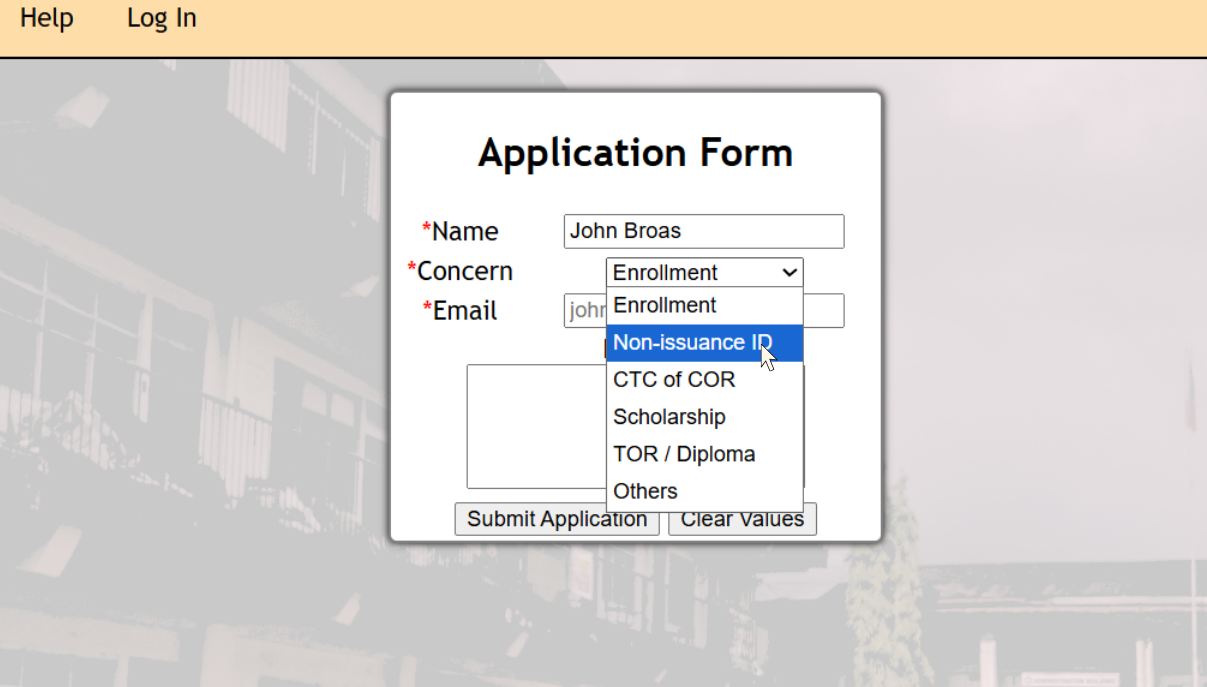 Help Log In
Application Form
*Name John Broas
*Concern Enrollment
*Email john
Enrollment
Non-issuance ID
CTC of COR
Scholarship
TOR / Diploma
Others
Submit Application Clear Values